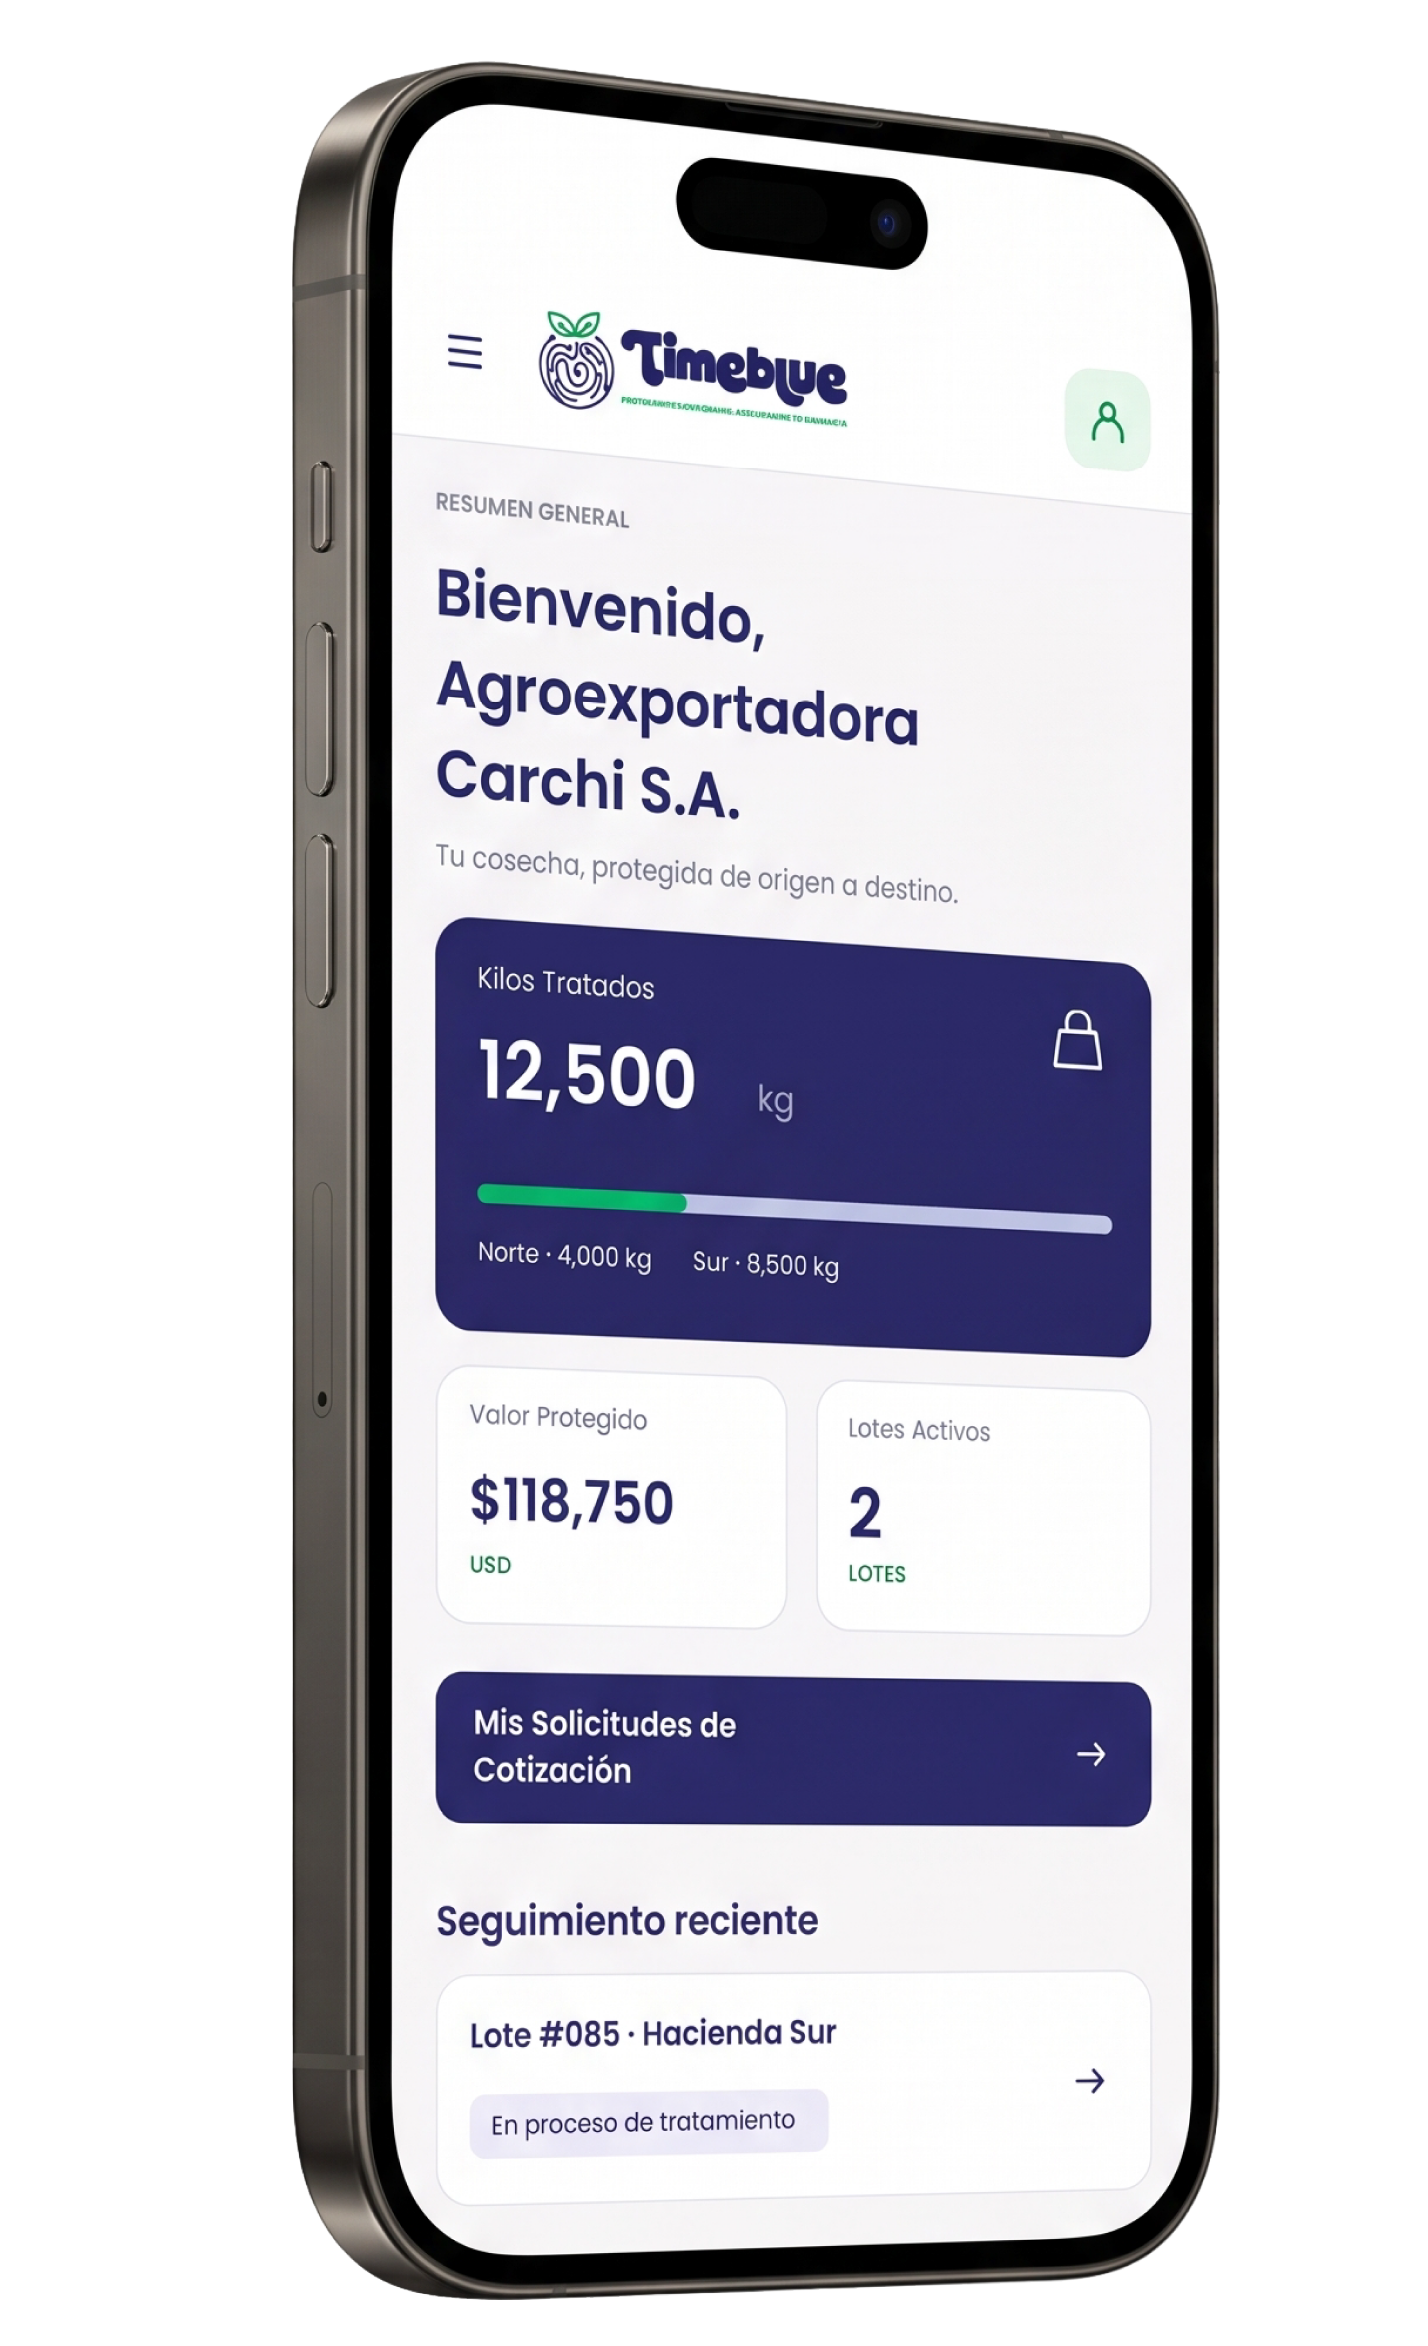 Timeblue
RESUMEN GENERAL
Bienvenido,
Agroexportadora
Carchi S.A.
Tu cosecha, protegida de origen a destino.
Kilos Tratados
12,500 kg
Norte · 4,000 kg Sur · 8,500 kg
Valor Protegido
$118,750
USD
Lotes Activos
2
LOTES
Mis Solicitudes de
Cotización
Seguimiento reciente
Lote #085 · Hacienda Sur
En proceso de tratamiento